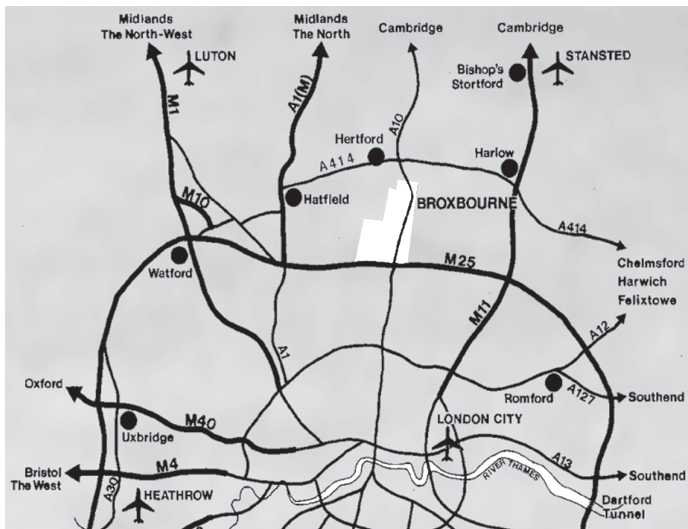 Midlands
The North-West
Midlands
The North
Cambridge
Cambridge
LUTON
STANSTED
Bishop's
Stortford
M1
A1(M)
A10
Hertford
A414
Harlow
M10
Hatfield
BROXBOURNE
A414
Watford
M25
Chelmsford
Harwich
Felixtowe
M11
A12
A1
Oxford
Romford
A127
Southend
M40
LONDON CITY
Uxbridge
Bristol
The West
M4
A13
Southend
RIVER THAMES
A30
HEATHROW
Dartford
Tunnel